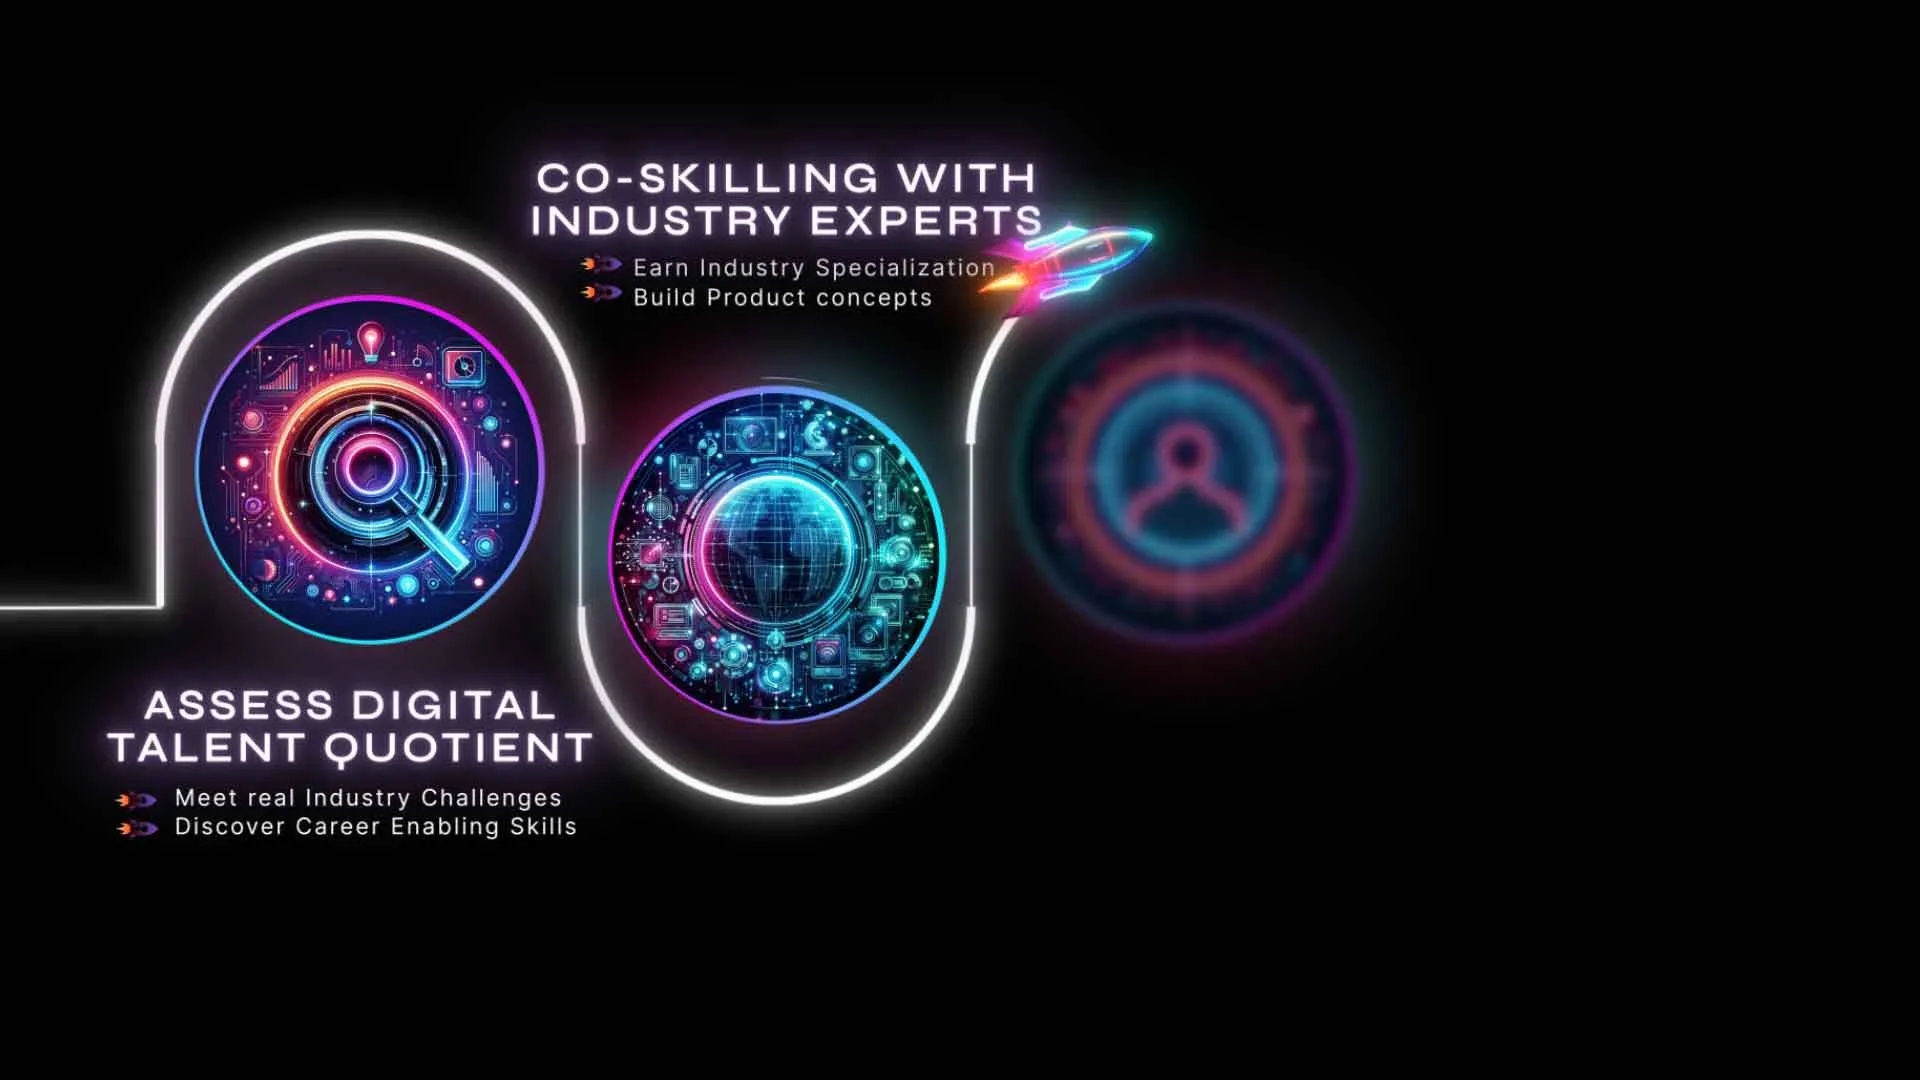 CO-SKILLING WITH
INDUSTRY EXPERTS
Earn Industry Specialization
Build Product concepts
ASSESS DIGITAL
TALENT QUOTIENT
Meet real Industry Challenges
Discover Career Enabling Skills